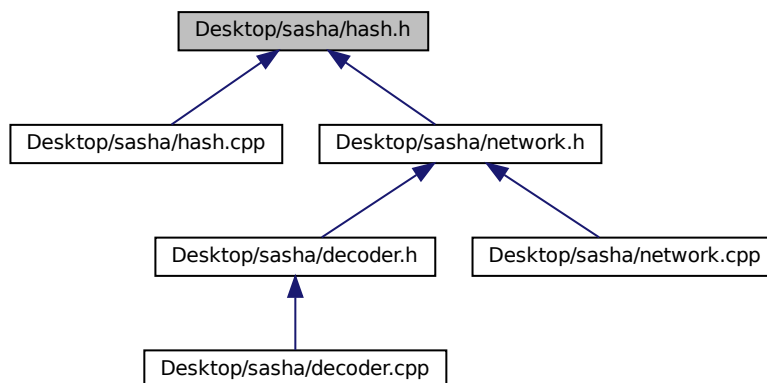 Desktop/sasha/hash.h
Desktop/sasha/hash.cpp
Desktop/sasha/network.h
Desktop/sasha/decoder.h
Desktop/sasha/network.cpp
Desktop/sasha/decoder.cpp